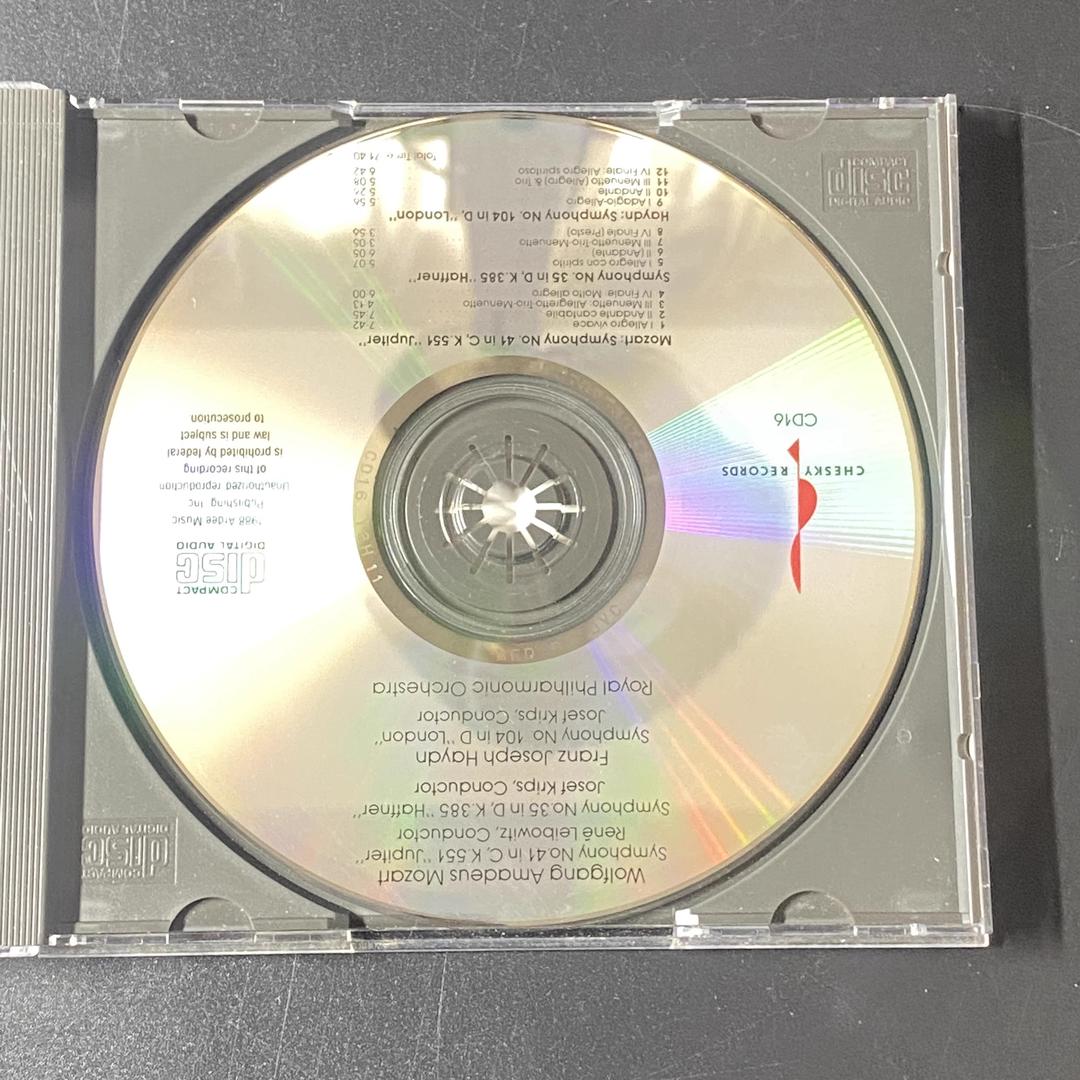 Wolfgang Amadeus Mozart
Symphony No.41 in C, K.551 "Jupiter"
René Leibowitz, Conductor
Symphony No.35 in D, K.385 "Haffner"
Josef Krips, Conductor
Franz Joseph Haydn
Symphony No. 104 in D "London"
Josef Krips, Conductor
Royal Philharmonic Orchestra
CHESKY RECORDS
CD16
COMPACT
disc
DIGITAL AUDIO
1988 Ardee Music
Publishing, Inc.
Unauthorized reproduction
of this recording
is prohibited by federal
law and is subject
to prosecution
Mozart: Symphony No. 41 in C, K.551 "Jupiter"
1 I Allegro vivace 7:42
2 II Andante cantabile 7:45
3 III Menuetto: Allegretto-Trio-Menuetto 4:13
4 IV Finale: Molto allegro 6:00
Symphony No. 35 in D, K.385 "Haffner"
5 I Allegro con spirito 5:07
6 II (Andante) 6:05
7 III Menuetto-Trio-Menuetto 3:05
8 IV Finale (Presto) 3:56
Haydn: Symphony No. 104 in D, "London"
9 I Adagio-Allegro
10 II Andante
11 III Menuetto (Allegro) & Trio 5:08
12 IV Finale: Allegro spiritoso 6:42
Total Time 71:40
CD16
COMPACT
disc
DIGITAL AUDIO
COMPACT
disc
DIGITAL AUDIO